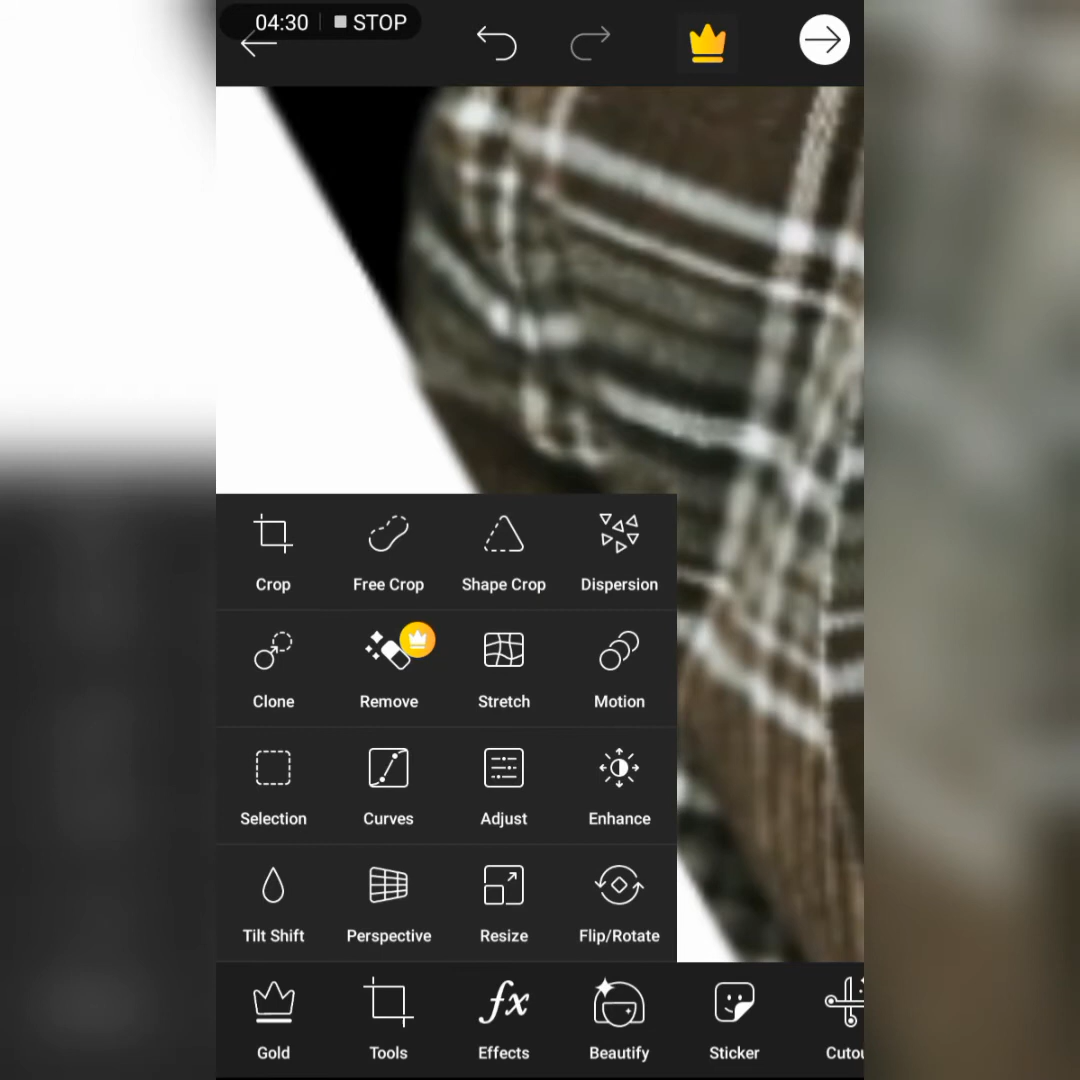 04:30 STOP
Crop Free Crop Shape Crop Dispersion
Clone Remove Stretch Motion
Selection Curves Adjust Enhance
Tilt Shift Perspective Resize Flip/Rotate
fx
Gold Tools Effects Beautify Sticker Cutou